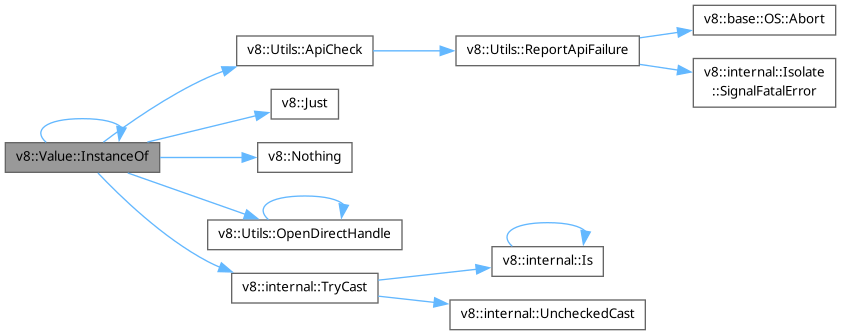 v8::Value::InstanceOf
v8::Utils::ApiCheck
v8::Utils::ReportApiFailure
v8::base::OS::Abort
v8::internal::Isolate
::SignalFatalError
v8::Just
v8::Nothing
v8::Utils::OpenDirectHandle
v8::internal::TryCast
v8::internal::Is
v8::internal::UncheckedCast